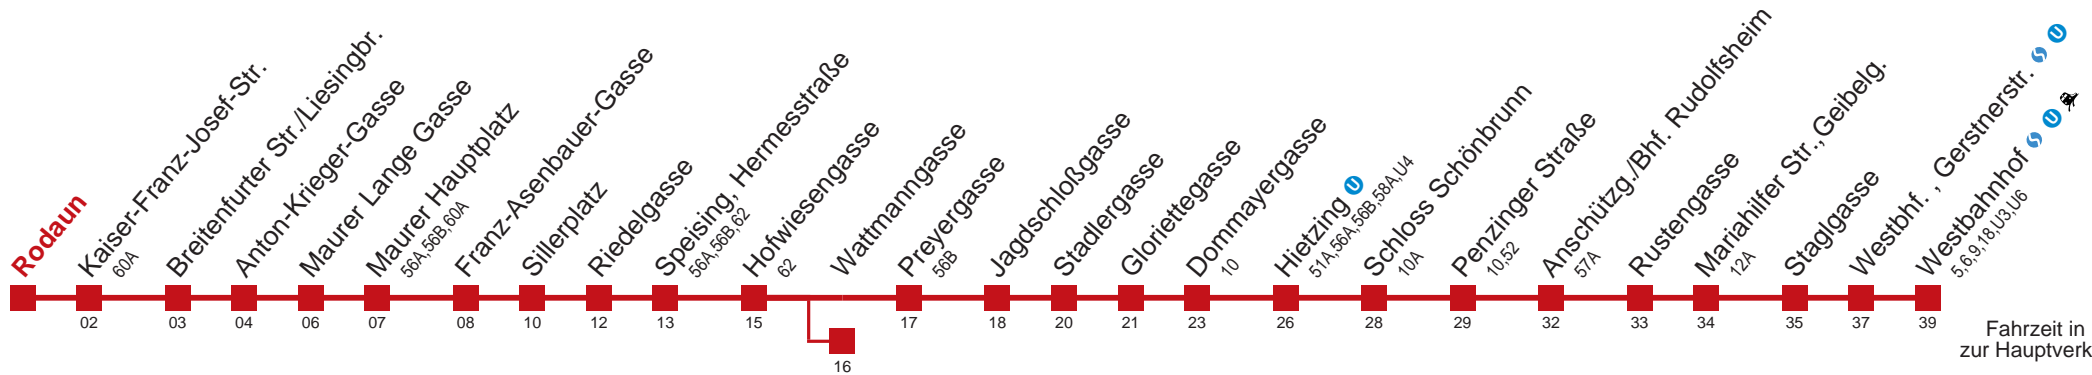 Rodaun
Kaiser-Franz-Josef-Str.
60A
02
Breitenfurter Str./Liesingbr.
03
Anton-Krieger-Gasse
04
Maurer Lange Gasse
06
Maurer Hauptplatz
56A,56B,60A
07
Franz-Asenbauer-Gasse
08
Sillerplatz
10
Riedelgasse
12
Speising, Hermesstraße
56A,56B,62
13
Hofwiesengasse
62
15
Wattmanngasse
16
Preyergasse
56B
17
Jagdschloßgasse
18
Stadlergasse
20
Gloriettegasse
21
Dommayergasse
10
23
Hietzing U
51A,56A,56B,58A,U4
26
Schloss Schönbrunn
10A
28
Penzinger Straße
10,52
29
Anschützg./Bhf. Rudolfsheim
57A
32
Rustengasse
33
Mariahilfer Str., Geibelg.
12A
34
Staglgasse
35
Westbhf. , Gerstnerstr. S U
37
Westbahnhof S U
5,6,9,18,U3,U6
39
Fahrzeit in
zur Hauptverk